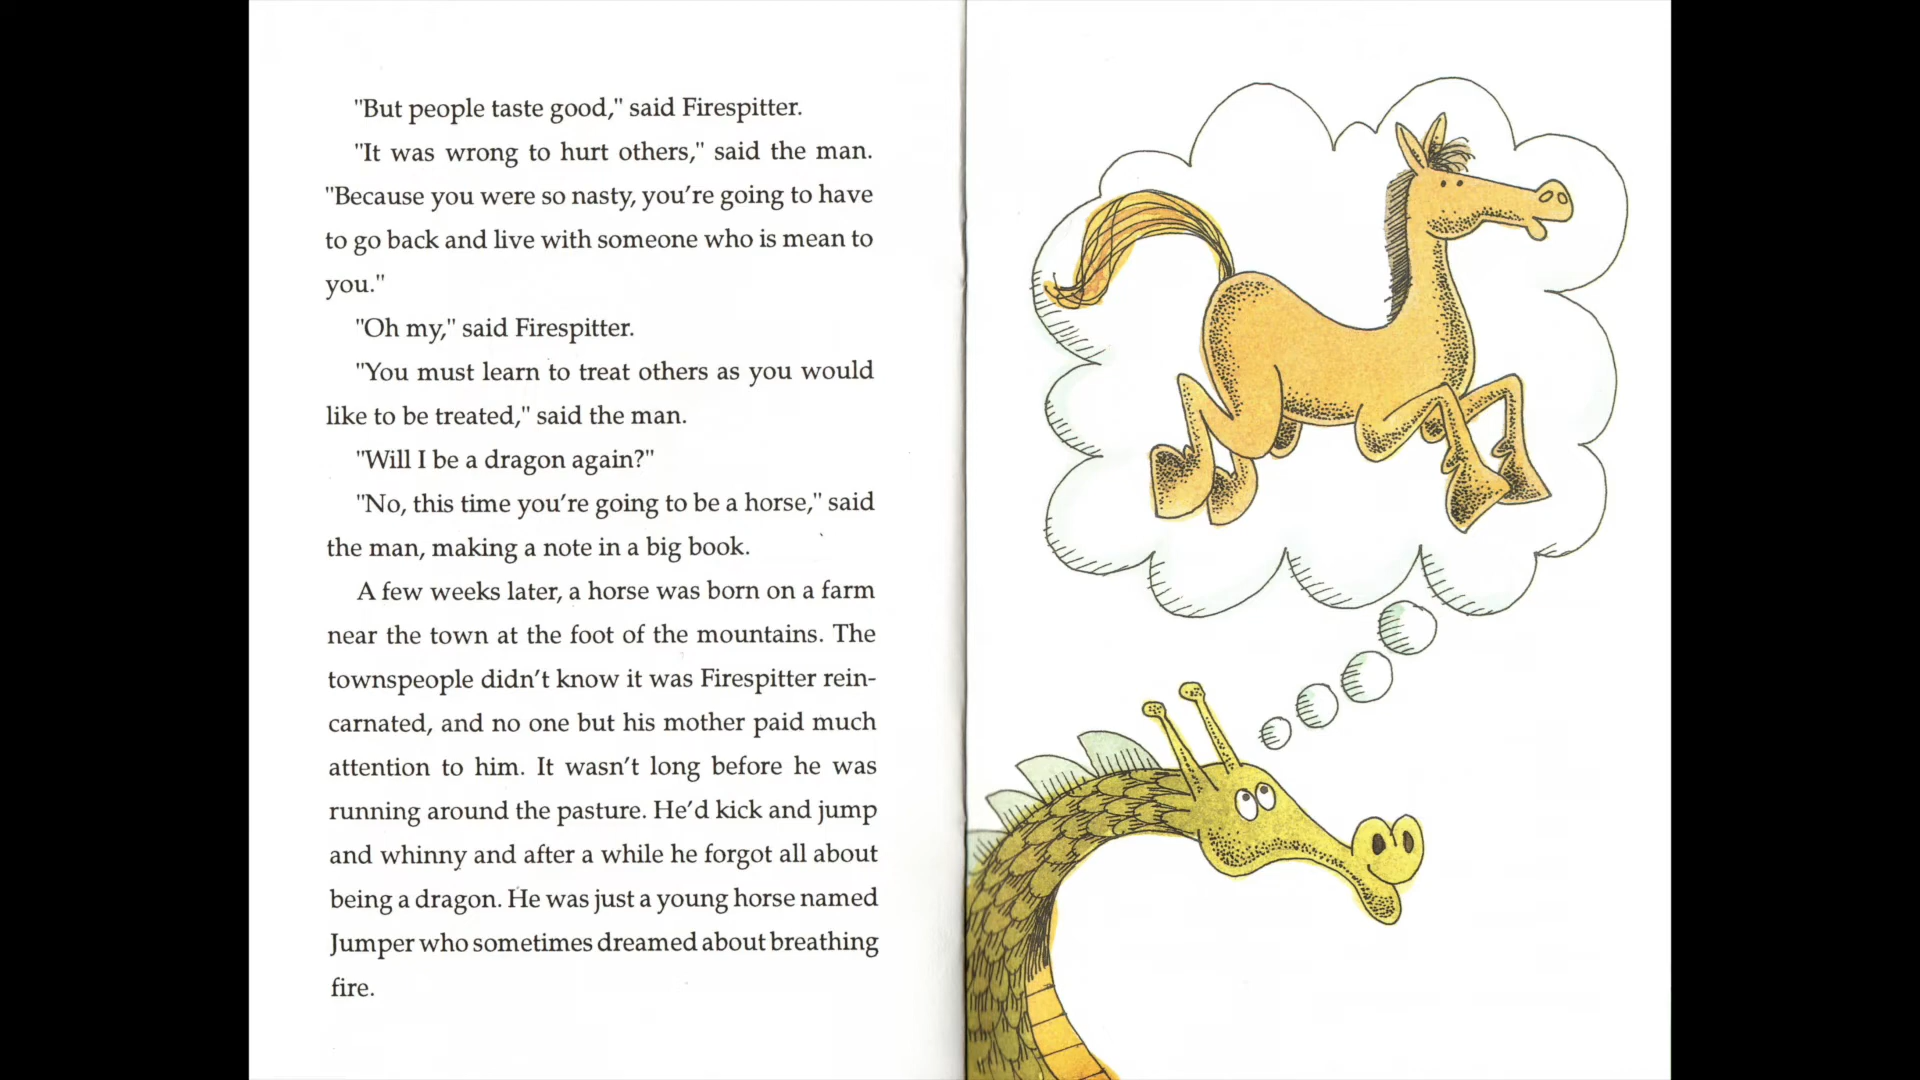 "But people taste good," said Firespitter.
"It was wrong to hurt others," said the man.
"Because you were so nasty, you're going to have
to go back and live with someone who is mean to
you."
"Oh my," said Firespitter.
"You must learn to treat others as you would
like to be treated," said the man.
"Will I be a dragon again?"
"No, this time you're going to be a horse," said
the man, making a note in a big book.
A few weeks later, a horse was born on a farm
near the town at the foot of the mountains. The
townspeople didn't know it was Firespitter rein-
carnated, and no one but his mother paid much
attention to him. It wasn't long before he was
running around the pasture. He'd kick and jump
and whinny and after a while he forgot all about
being a dragon. He was just a young horse named
Jumper who sometimes dreamed about breathing
fire.